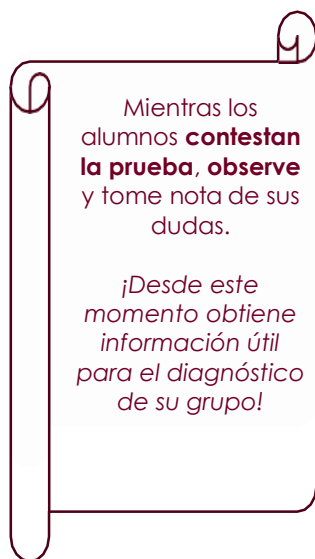 Mientras los
alumnos contestan
la prueba, observe
y tome nota de sus
dudas.
¡Desde este
momento obtiene
información útil
para el diagnóstico
de su grupo!